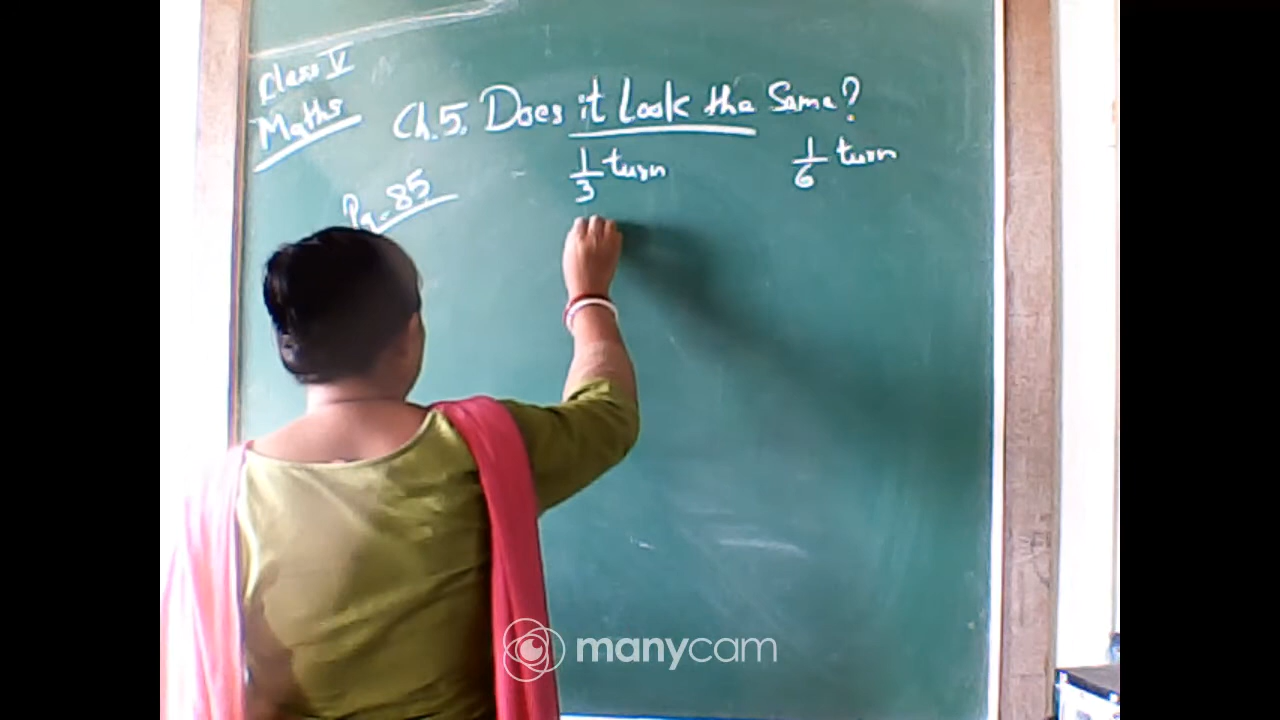 Class V
Maths
Ch.5. Does it Look the Same?
1/3 turn
1/6 turn
Pg-85
manycam